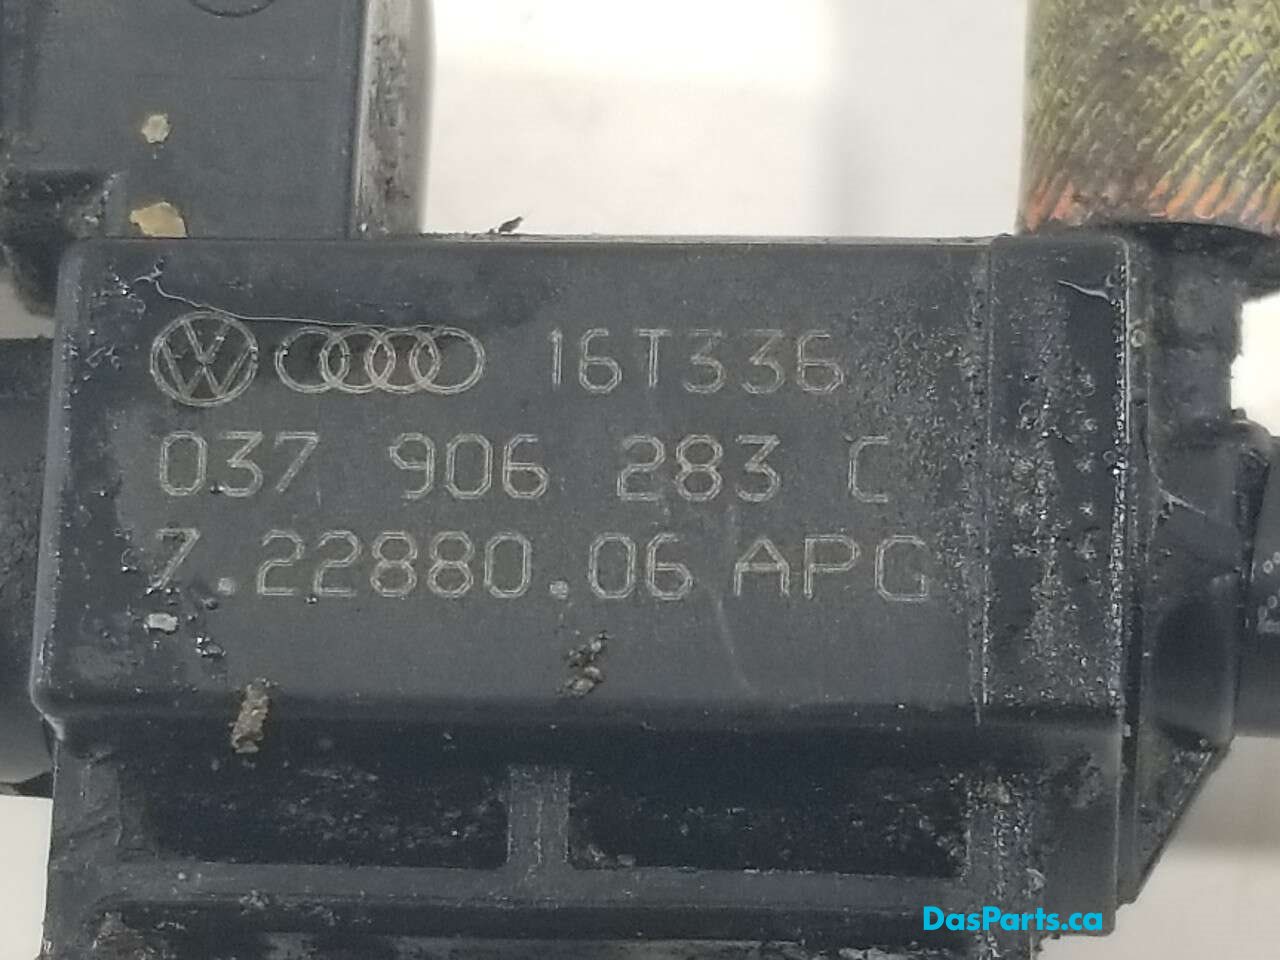 16T336
037 906 283 C
7.22880.06 APG
DasParts.ca